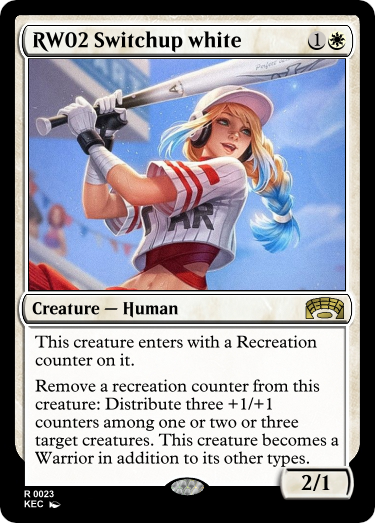 RW02 Switchup white
1
AR
Creature — Human
This creature enters with a Recreation
counter on it.
Remove a recreation counter from this
creature: Distribute three +1/+1
counters among one or two or three
target creatures. This creature becomes a
Warrior in addition to its other types.
2/1
R 0023
KEC